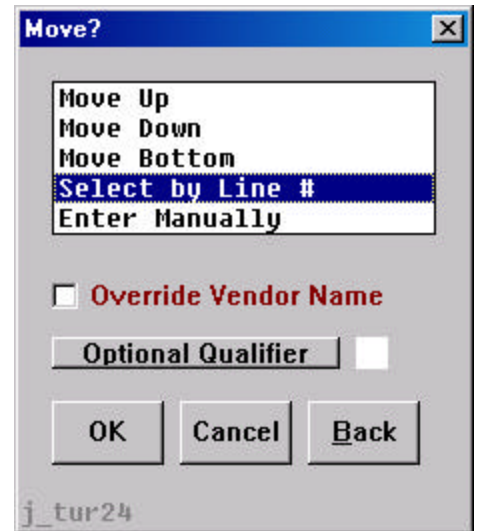 Move?
Move Up
Move Down
Move Bottom
Select by Line #
Enter Manually
Override Vendor Name
Optional Qualifier
OK Cancel Back
j_tur24